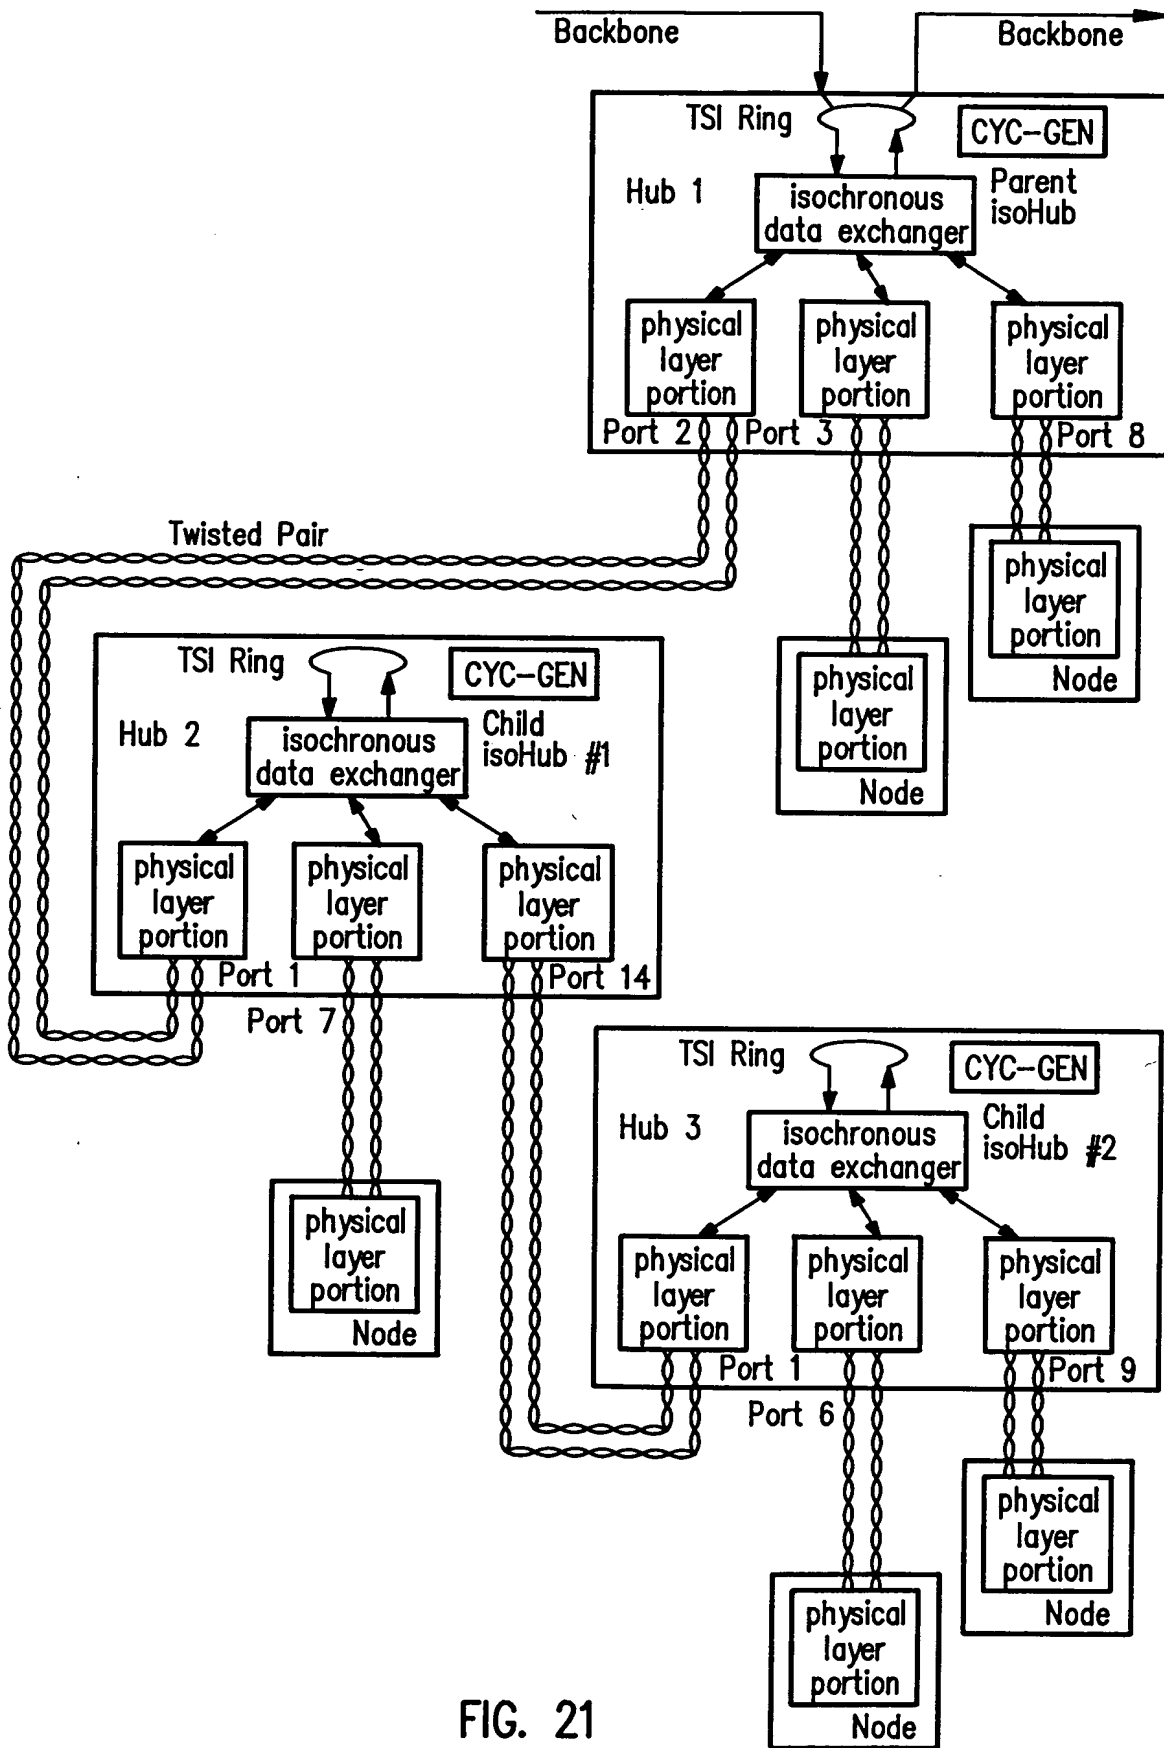 Backbone
Backbone
TSI Ring
CYC-GEN
Hub 1
Parent
isoHub
isochronous
data exchanger
physical
layer
portion
physical
layer
portion
physical
layer
portion
Port 2
Port 3
Port 8
Twisted Pair
physical
layer
portion
Node
physical
layer
portion
Node
TSI Ring
CYC-GEN
Hub 2
Child
isoHub #1
isochronous
data exchanger
physical
layer
portion
physical
layer
portion
physical
layer
portion
Port 1
Port 14
Port 7
physical
layer
portion
Node
TSI Ring
CYC-GEN
Hub 3
Child
isoHub #2
isochronous
data exchanger
physical
layer
portion
physical
layer
portion
physical
layer
portion
Port 1
Port 9
Port 6
physical
layer
portion
Node
physical
layer
portion
Node
FIG. 21